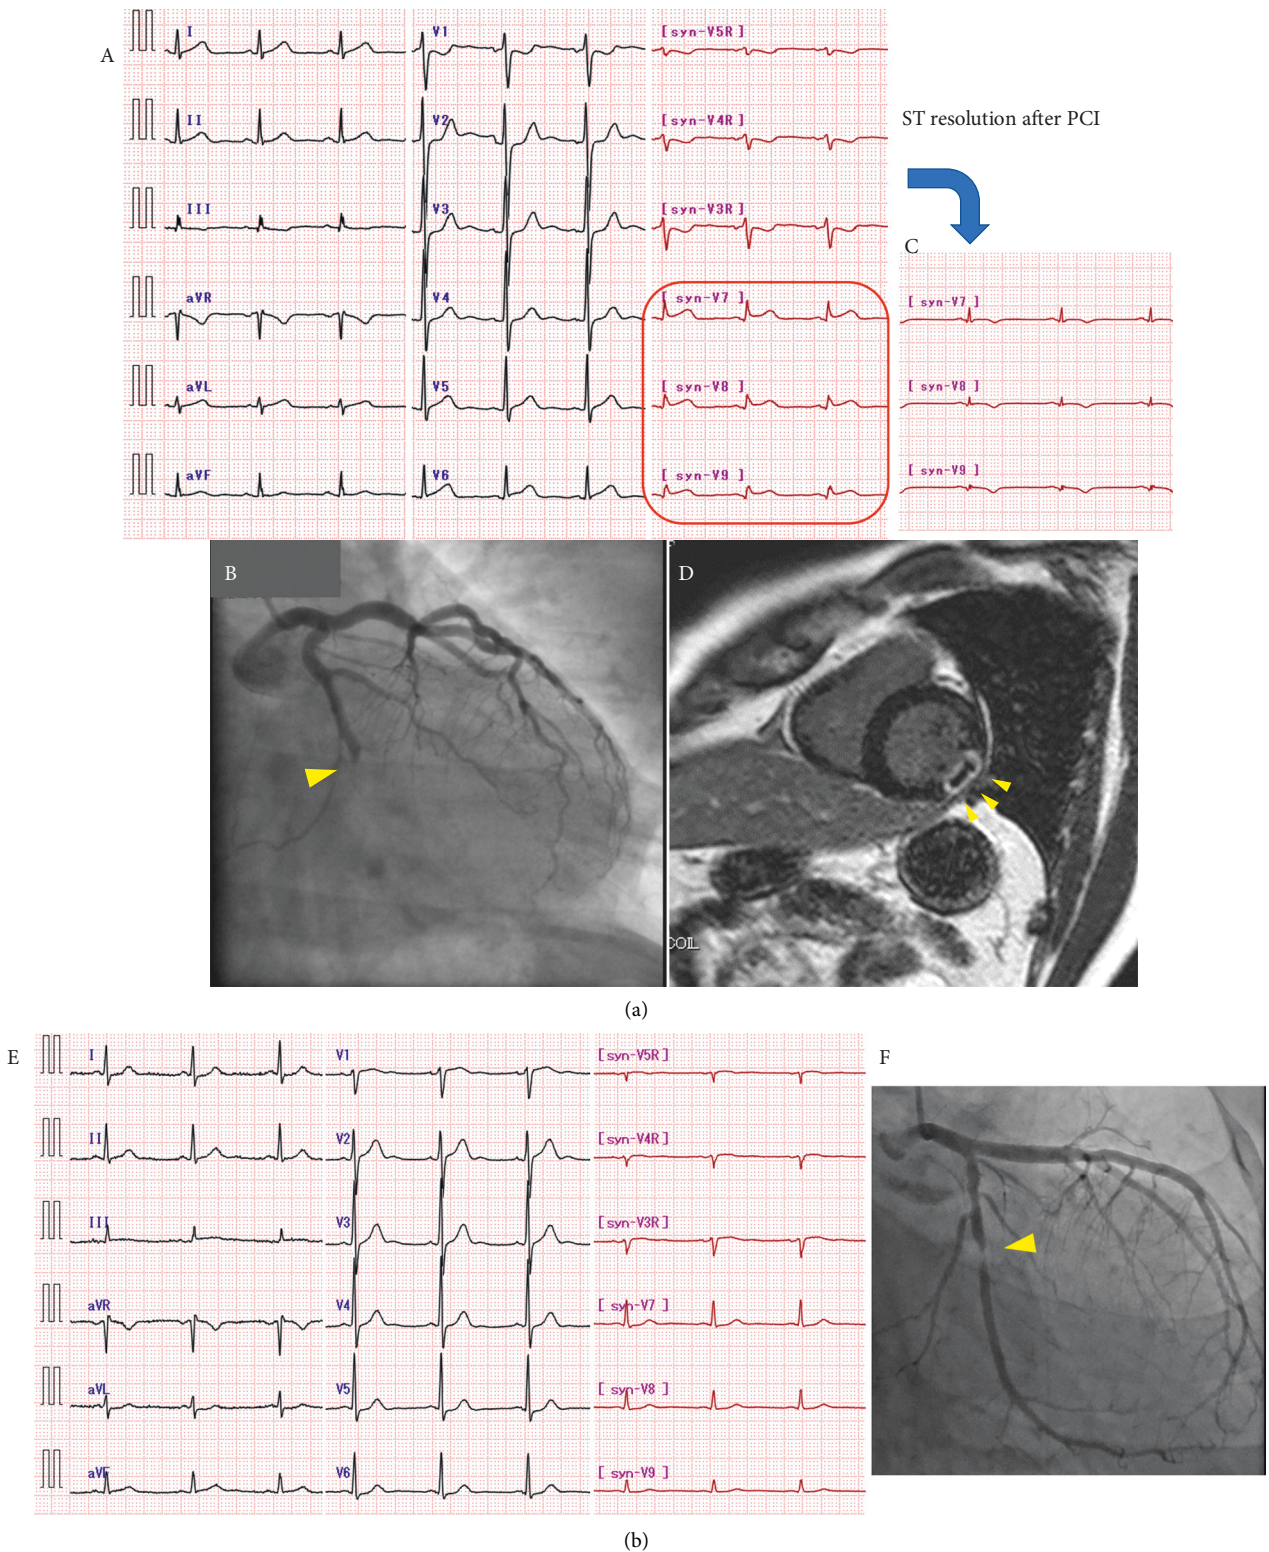 A
I
V1
[ syn-V5R ]
II
V2
[ syn-V4R ]
ST resolution after PCI
III
V3
[ syn-V3R ]
C
aVR
V4
[ syn-V7 ]
[ syn-V7 ]
aVL
V5
[ syn-V8 ]
[ syn-V8 ]
aVF
V6
[ syn-V9 ]
[ syn-V9 ]
B
D
COIL
(a)
E
I
V1
[syn-V5R]
F
II
V2
[syn-V4R]
III
V3
[syn-V3R]
aVR
V4
[ syn-V7 ]
aVL
V5
[ syn-V8 ]
aVF
V6
[ syn-V9 ]
(b)